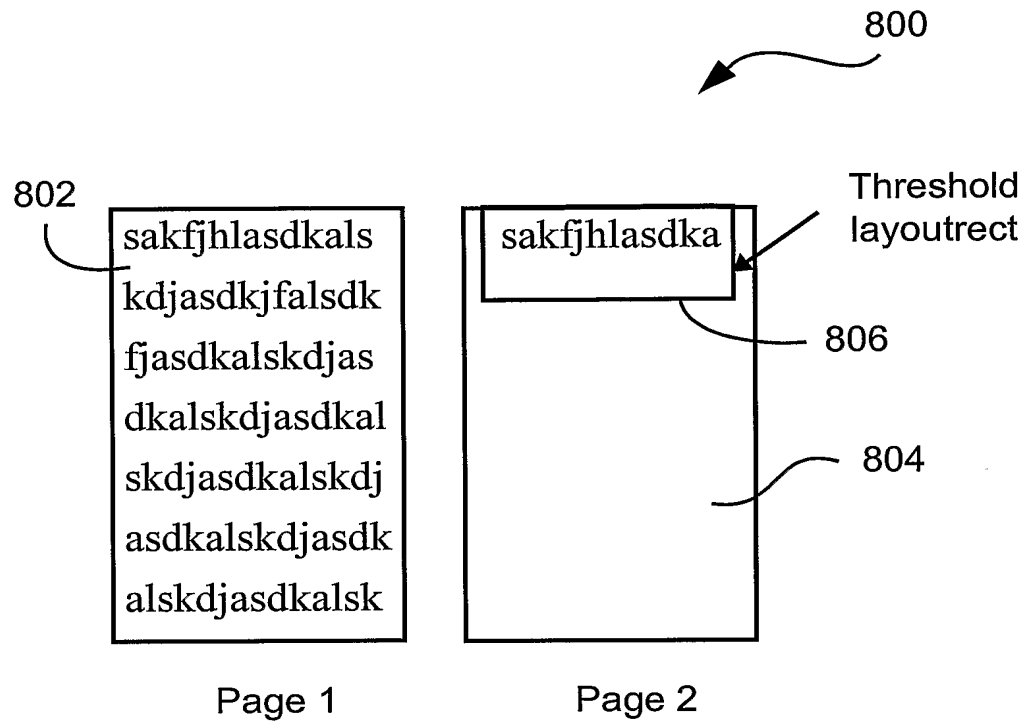 800
802
Threshold
layoutrect
sakfjhlasdkals
kdjasdkjfalsdk
fjasdkalskdjas
dkalskdjasdkal
skdjasdkalskdj
asdkalskdjasdk
alskdjasdkalsk
sakfjhlasdka
806
804
Page 1
Page 2